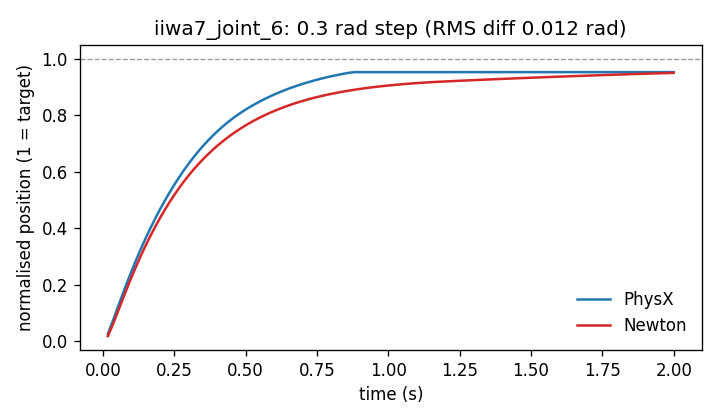 iiwa7_joint_6: 0.3 rad step (RMS diff 0.012 rad)
normalised position (1 = target)
1.0
0.8
0.6
0.4
0.2
0.0
PhysX
Newton
0.00 0.25 0.50 0.75 1.00 1.25 1.50 1.75 2.00
time (s)